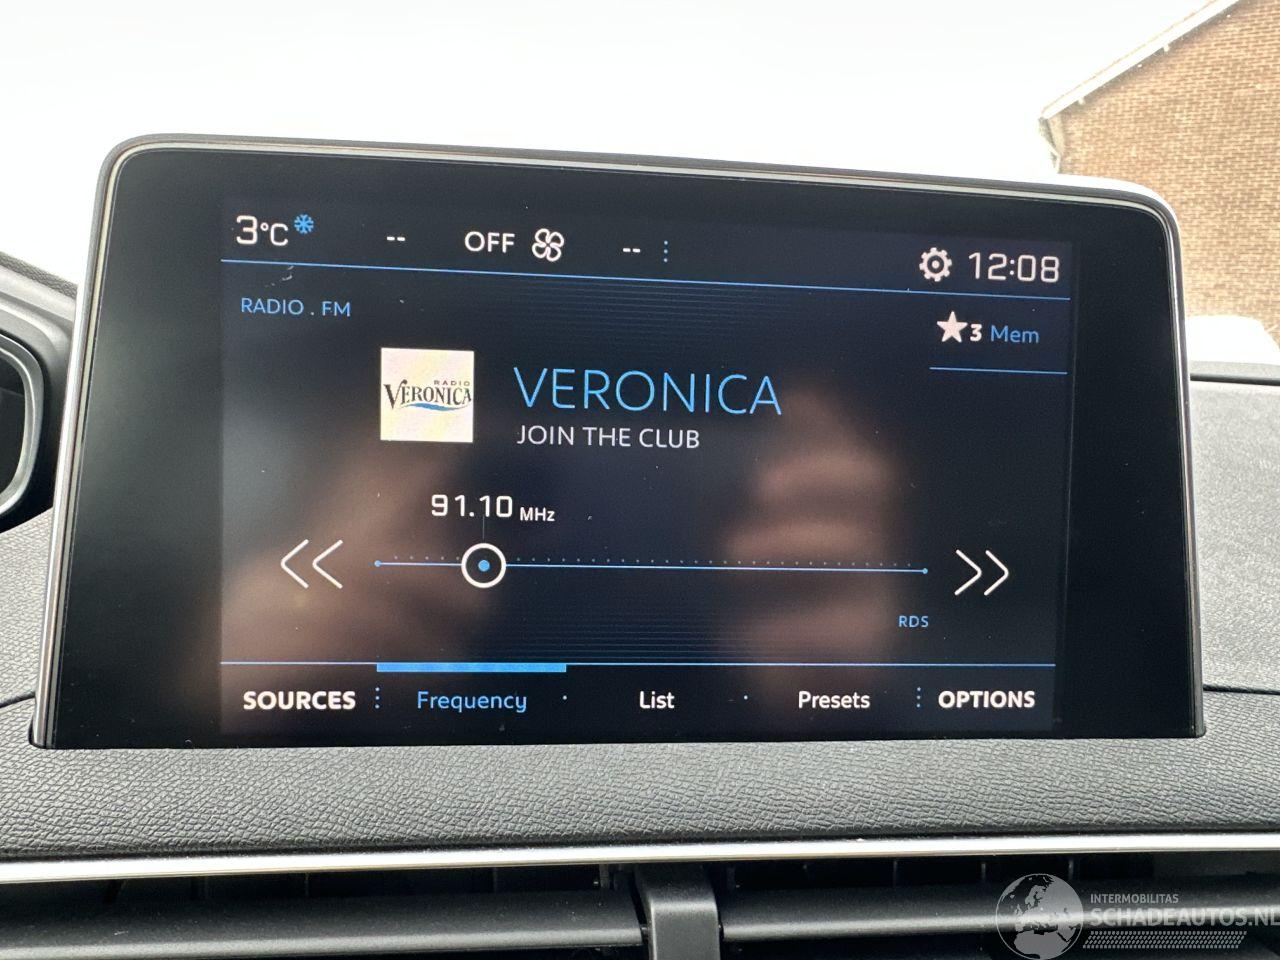 3°C -- OFF -- 12:08
RADIO . FM
3 Mem
RADIO
VERONICA
VERONICA
JOIN THE CLUB
91.10 MHz
RDS
SOURCES Frequency List Presets OPTIONS
INTERMOBILITAS
SCHADEAUTOS.NL